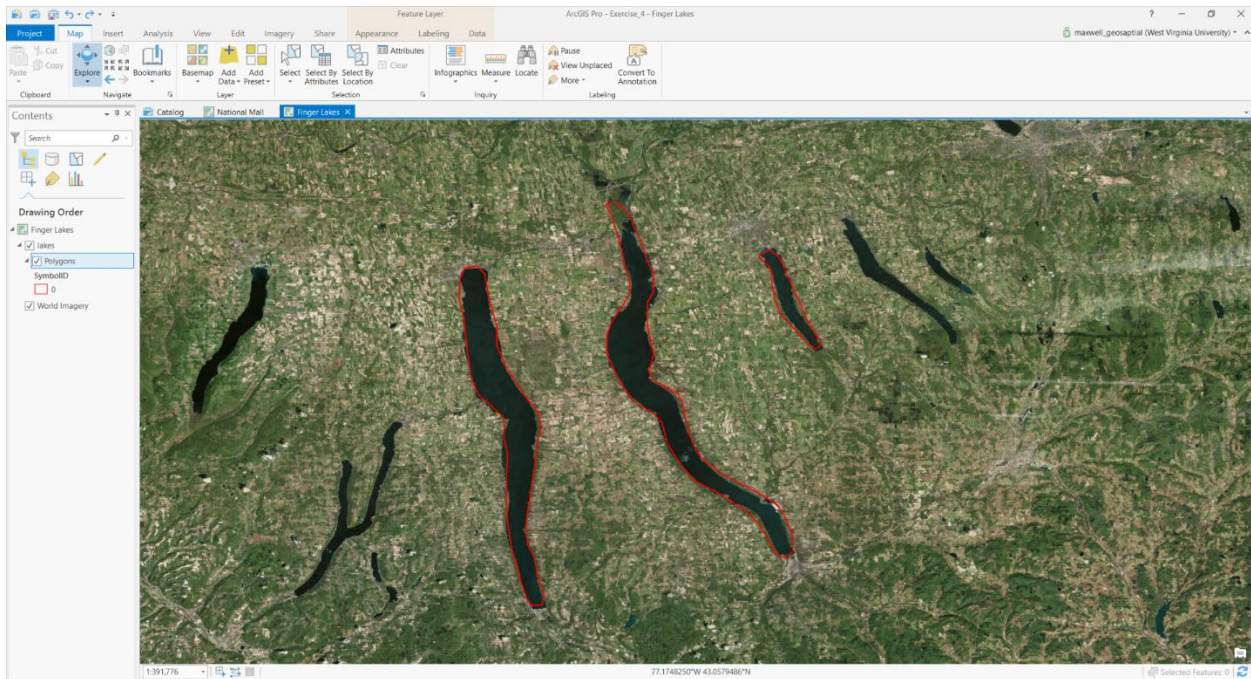 Feature Layer
ArcGIS Pro - Exercise_4 - Finger Lakes
?
Project Map Insert Analysis View Edit Imagery Share Appearance Labeling Data
maxwell_geosaptial (West Virginia University)
Paste
Cut
Copy
Clipboard
Explore
Bookmarks
Navigate
Basemap
Add Data
Add Preset
Layer
Select
Select By Attributes
Select By Location
Attributes
Clear
Selection
Infographics
Measure
Locate
Inquiry
Pause
View Unplaced
More
Convert To Annotation
Labeling
Contents
Search
Drawing Order
Finger Lakes
lakes
Polygons
SymbolID
0
World Imagery
Catalog
National Mall
Finger Lakes
1:391,776
77.1748250°W 43.0579486°N
Selected Features: 0